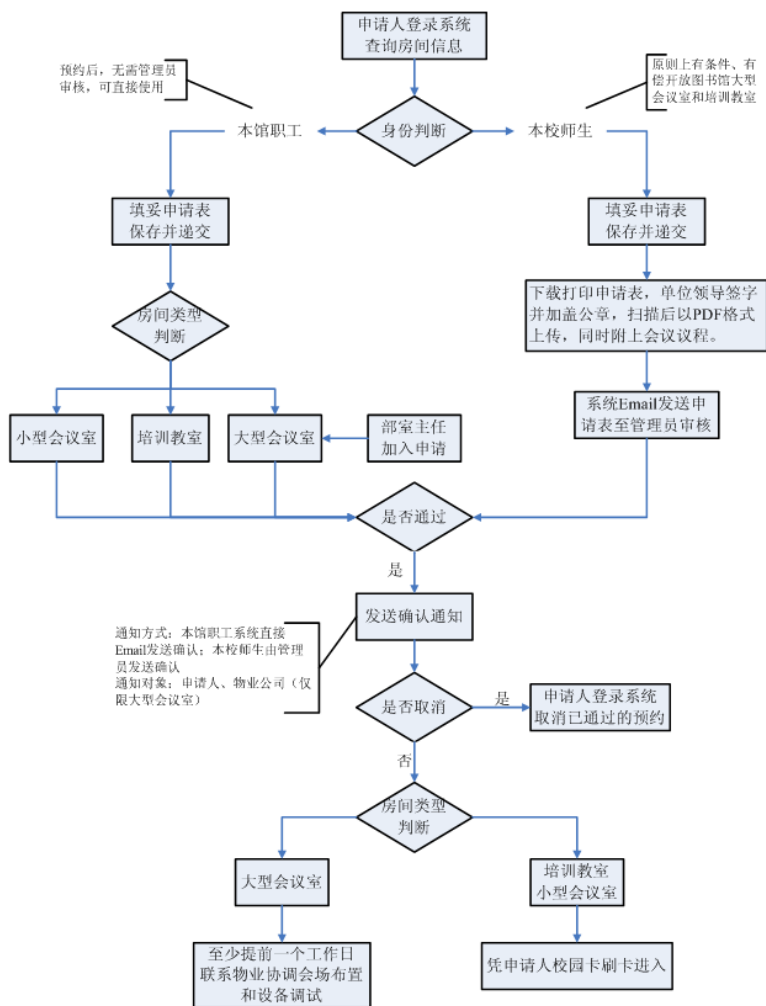 申请人登录系统
查询房间信息
预约后，无需管理员
审核，可直接使用
原则上有条件、有
偿开放图书馆大型
会议室和培训教室
本馆职工
身份判断
本校师生
填妥申请表
保存并递交
填妥申请表
保存并递交
下载打印申请表，单位领导签字
并加盖公章，扫描后以PDF格式
上传，同时附上会议议程。
房间类型
判断
系统Email发送申
请表至管理员审核
小型会议室
培训教室
大型会议室
部室主任
加入申请
是否通过
是
发送确认通知
通知方式：本馆职工系统直接
Email发送确认；本校师生由管理
员发送确认
通知对象：申请人、物业公司（仅
限大型会议室）
是否取消
是
申请人登录系统
取消已通过的预约
否
房间类型
判断
大型会议室
培训教室
小型会议室
至少提前一个工作日
联系物业协调会场布置
和设备调试
凭申请人校园卡刷卡进入